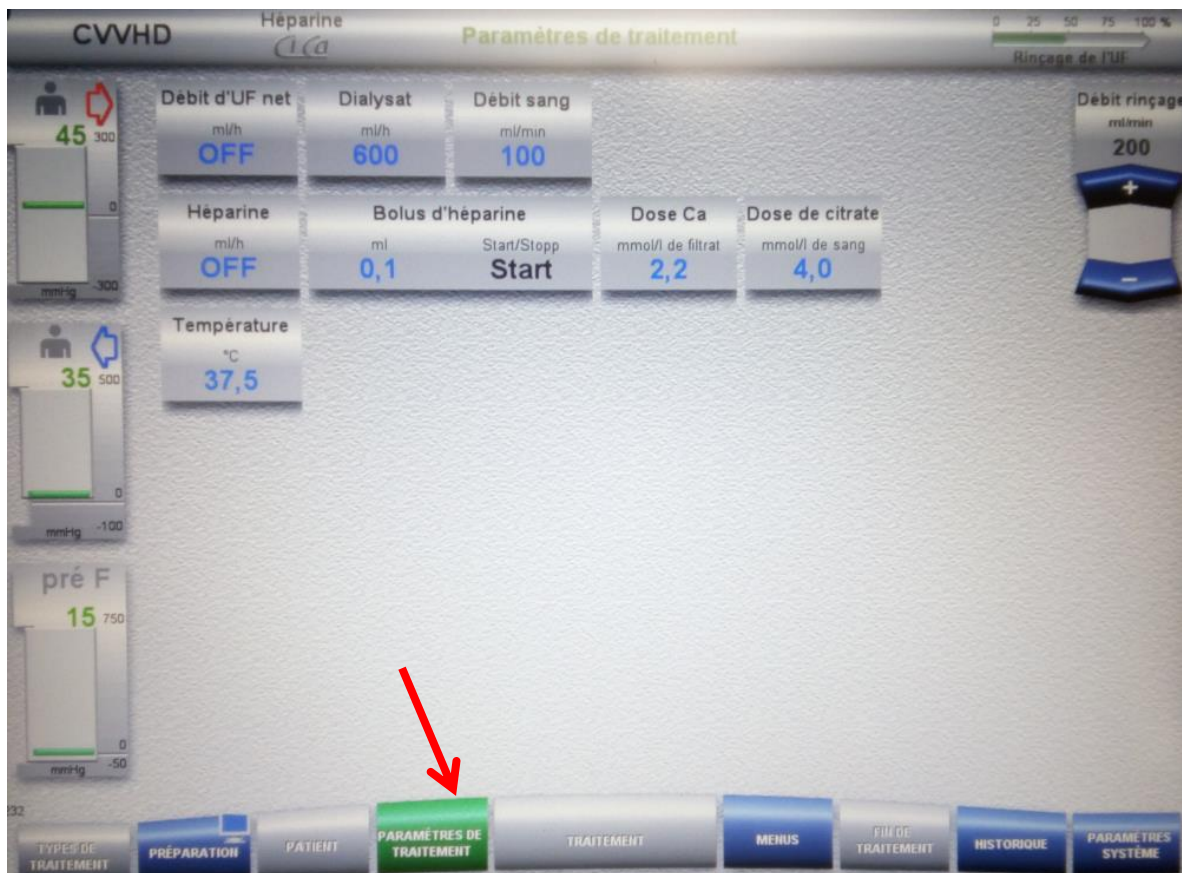 CVVHD
Héparine
Ci Ca
Paramètres de traitement
0 25 50 75 100 %
Rinçage de l'UF
45
300
0
-300
mmHg
Débit d'UF net
ml/h
OFF
Dialysat
ml/h
600
Débit sang
ml/min
100
Débit rinçage
ml/min
200
+
−
Héparine
ml/h
OFF
Bolus d'héparine
ml
0,1
Start/Stopp
Start
Dose Ca
mmol/l de filtrat
2,2
Dose de citrate
mmol/l de sang
4,0
Température
°C
37,5
35
500
0
-100
mmHg
pré F
15
750
0
-50
mmHg
232
TYPES DE
TRAITEMENT
PRÉPARATION
PATIENT
PARAMÈTRES DE
TRAITEMENT
TRAITEMENT
MENUS
FIN DE
TRAITEMENT
HISTORIQUE
PARAMÈTRES
SYSTÈME